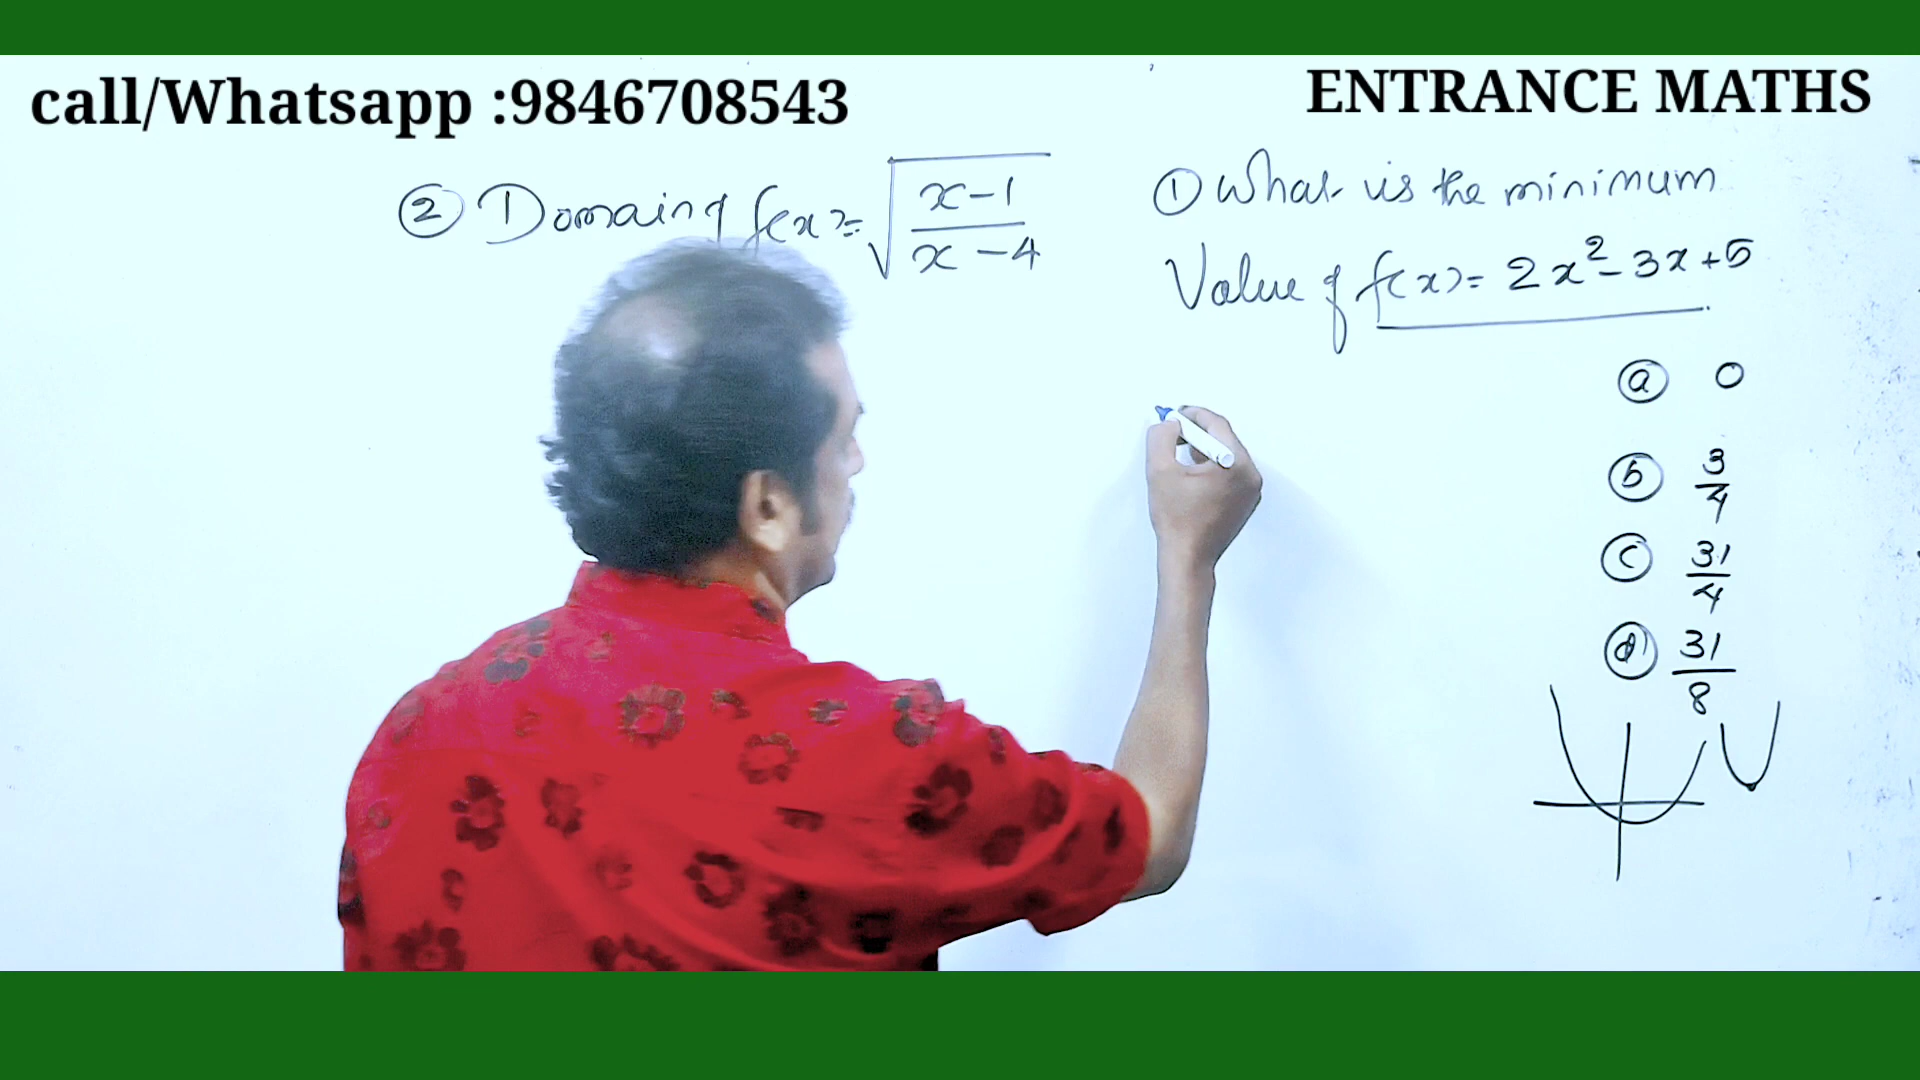 call/Whatsapp :9846708543
ENTRANCE MATHS
② Domain of f(x) = √((x-1)/(x-4))
① What is the minimum
Value of f(x) = 2x² - 3x + 5
ⓐ 0
ⓑ 3/4
ⓒ 31/4
ⓓ 31/8